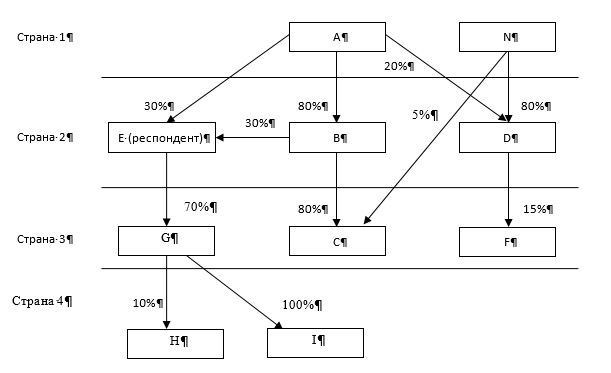 Страна·1¶
A¶
N¶
20%¶
30%¶
80%¶
5%¶
80%¶
Страна·2¶
E·(респондент)¶
30%¶
B¶
D¶
70%¶
80%¶
15%¶
Страна·3¶
G¶
C¶
F¶
Страна·4¶
10%¶
100%¶
H¶
I¶